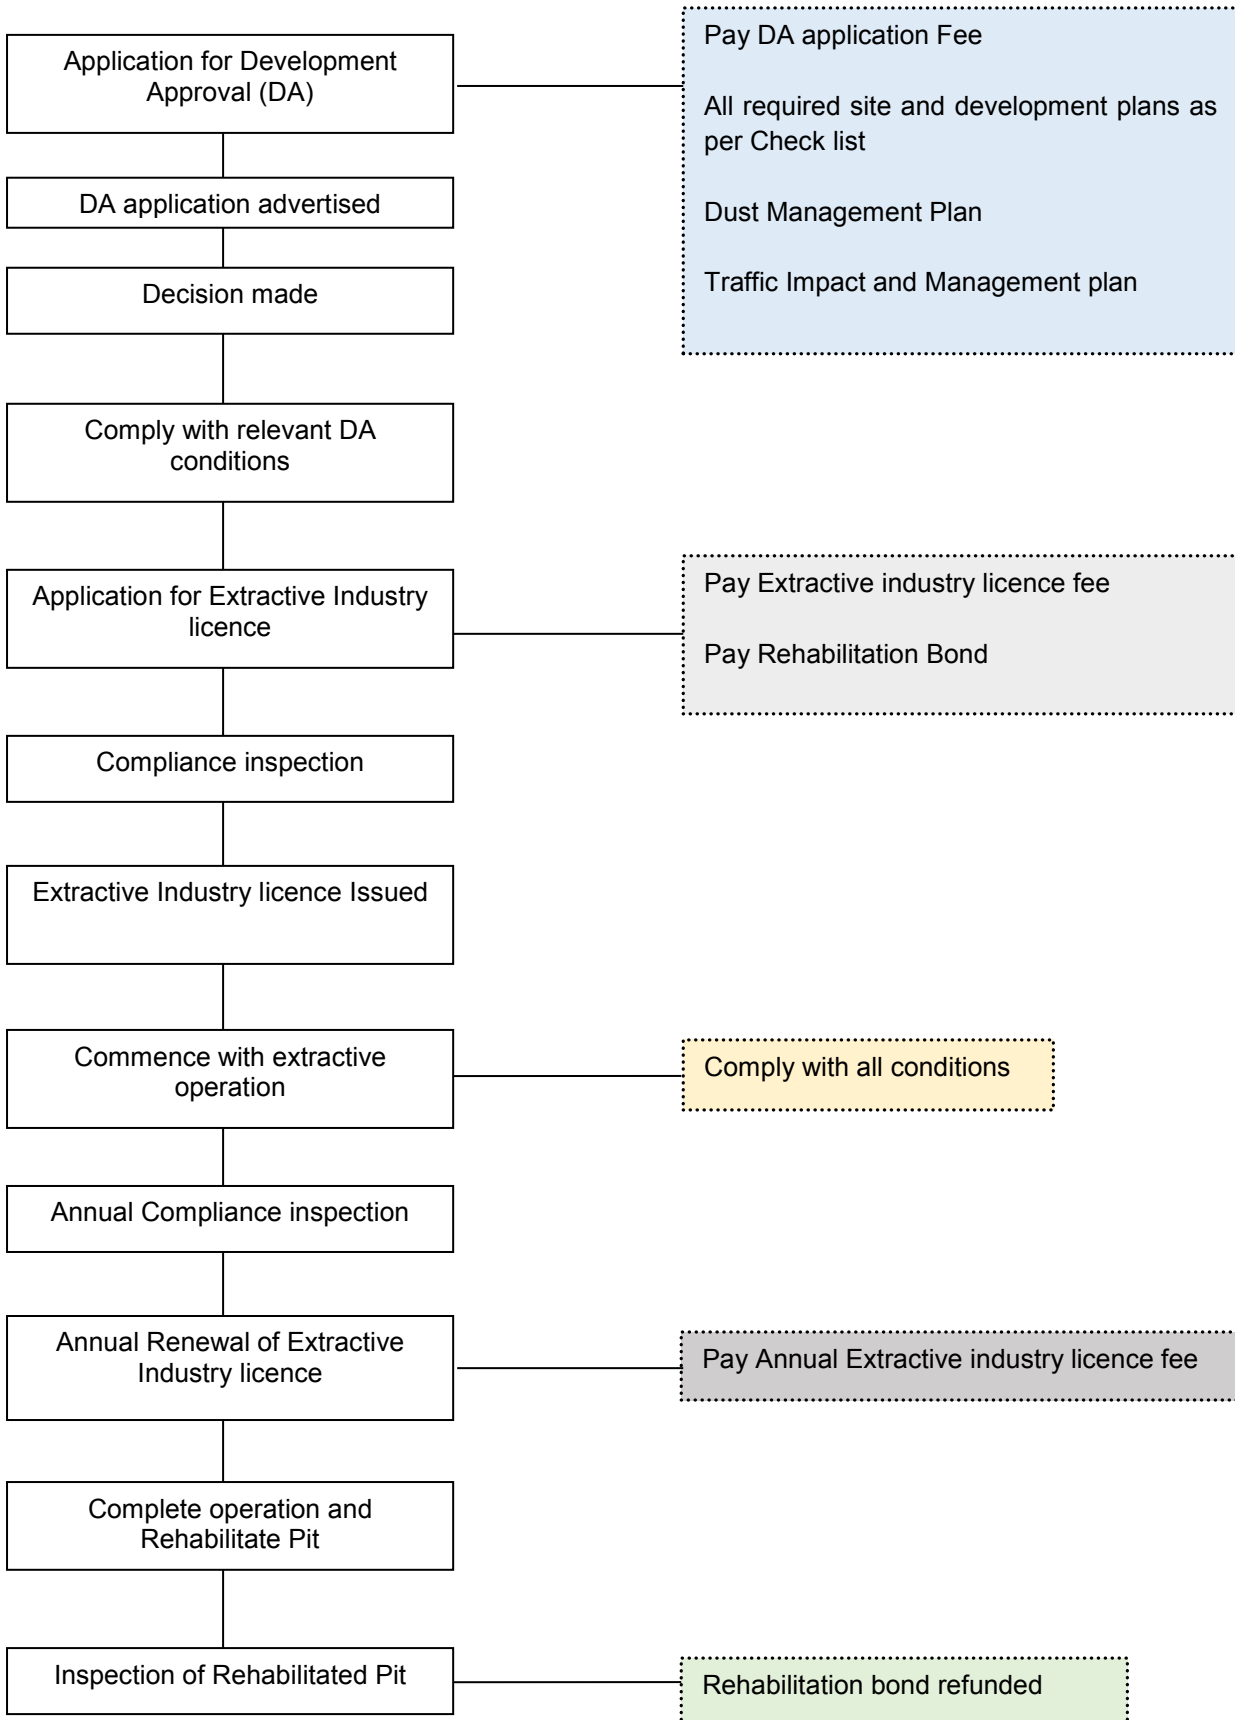 Application for Development
Approval (DA)
Pay DA application Fee
All required site and development plans as
per Check list
Dust Management Plan
Traffic Impact and Management plan
DA application advertised
Decision made
Comply with relevant DA
conditions
Application for Extractive Industry
licence
Pay Extractive industry licence fee
Pay Rehabilitation Bond
Compliance inspection
Extractive Industry licence Issued
Commence with extractive
operation
Comply with all conditions
Annual Compliance inspection
Annual Renewal of Extractive
Industry licence
Pay Annual Extractive industry licence fee
Complete operation and
Rehabilitate Pit
Inspection of Rehabilitated Pit
Rehabilitation bond refunded